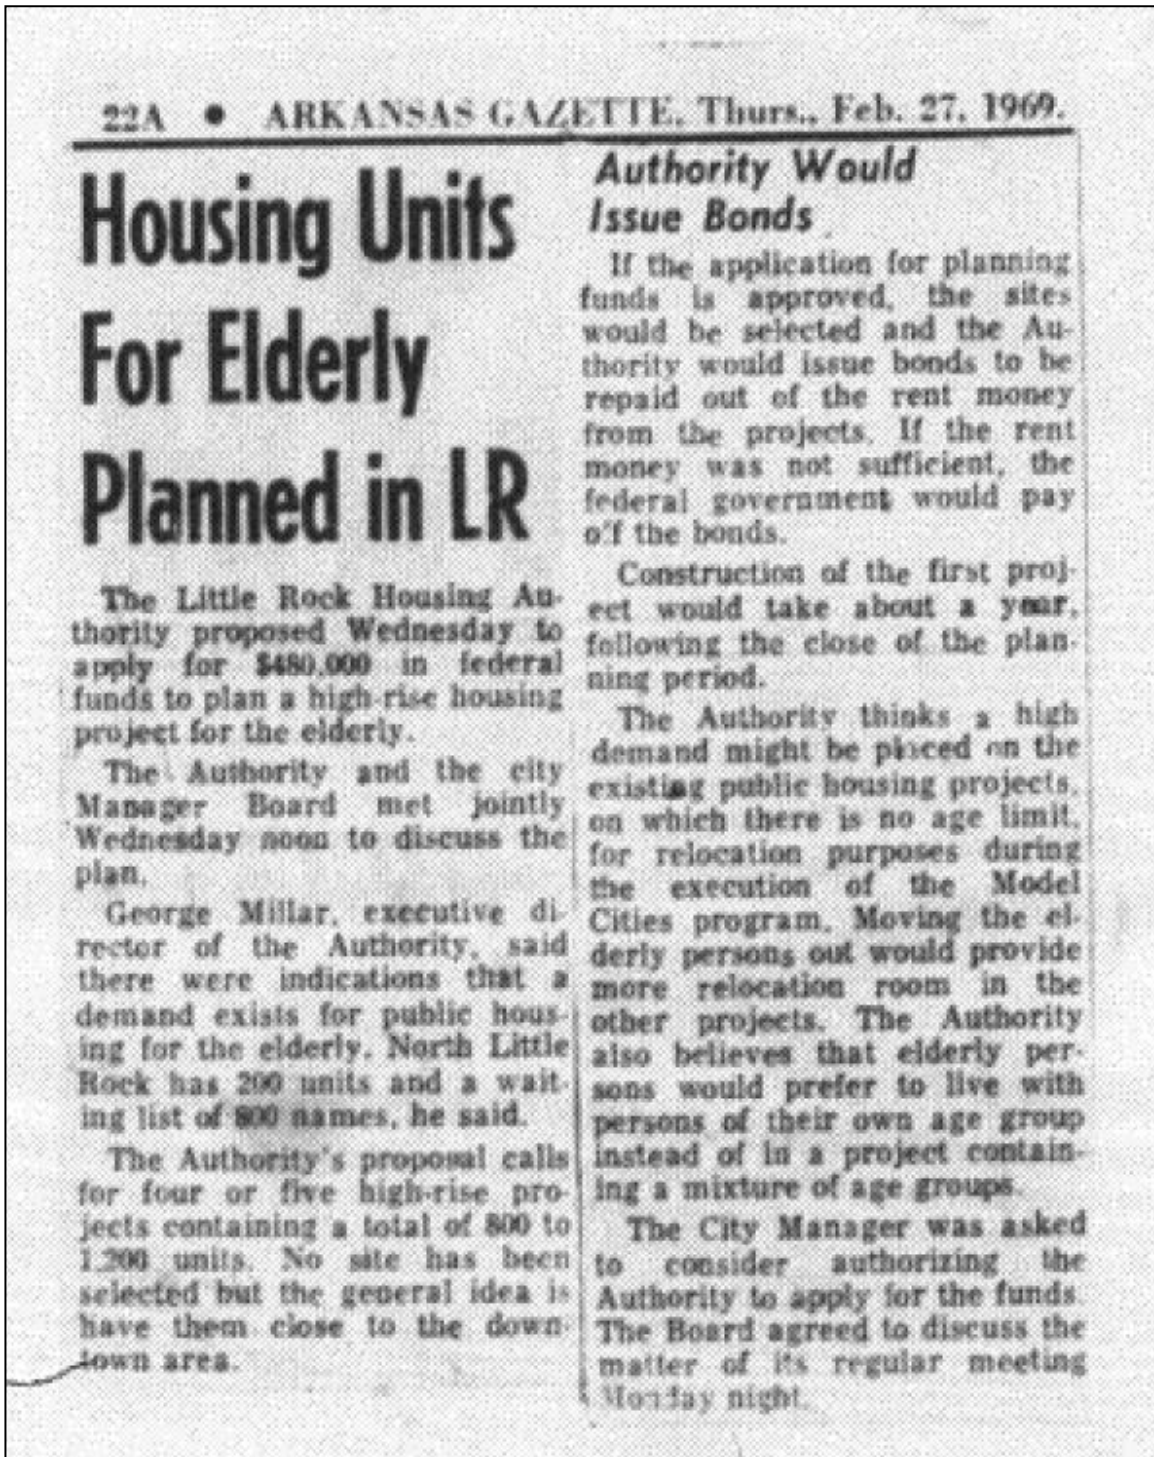 22A • ARKANSAS GAZETTE, Thurs., Feb. 27, 1969.
Housing Units
For Elderly
Planned in LR
The Little Rock Housing Au-
thority proposed Wednesday to
apply for $480,000 in federal
funds to plan a high-rise housing
project for the elderly.
The Authority and the city
Manager Board met jointly
Wednesday noon to discuss the
plan.
George Millar, executive di-
rector of the Authority, said
there were indications that a
demand exists for public hous-
ing for the elderly. North Little
Rock has 200 units and a wait-
ing list of 800 names, he said.
The Authority's proposal calls
for four or five high-rise pro-
jects containing a total of 800 to
1,200 units. No site has been
selected but the general idea is
have them close to the down-
town area.
Authority Would
Issue Bonds
If the application for planning
funds is approved, the sites
would be selected and the Au-
thority would issue bonds to be
repaid out of the rent money
from the projects. If the rent
money was not sufficient, the
federal government would pay
off the bonds.
Construction of the first proj-
ect would take about a year,
following the close of the plan-
ning period.
The Authority thinks a high
demand might be placed on the
existing public housing projects,
on which there is no age limit,
for relocation purposes during
the execution of the Model
Cities program. Moving the el-
derly persons out would provide
more relocation room in the
other projects. The Authority
also believes that elderly per-
sons would prefer to live with
persons of their own age group
instead of in a project contain-
ing a mixture of age groups.
The City Manager was asked
to consider authorizing the
Authority to apply for the funds.
The Board agreed to discuss the
matter of its regular meeting
Monday night.